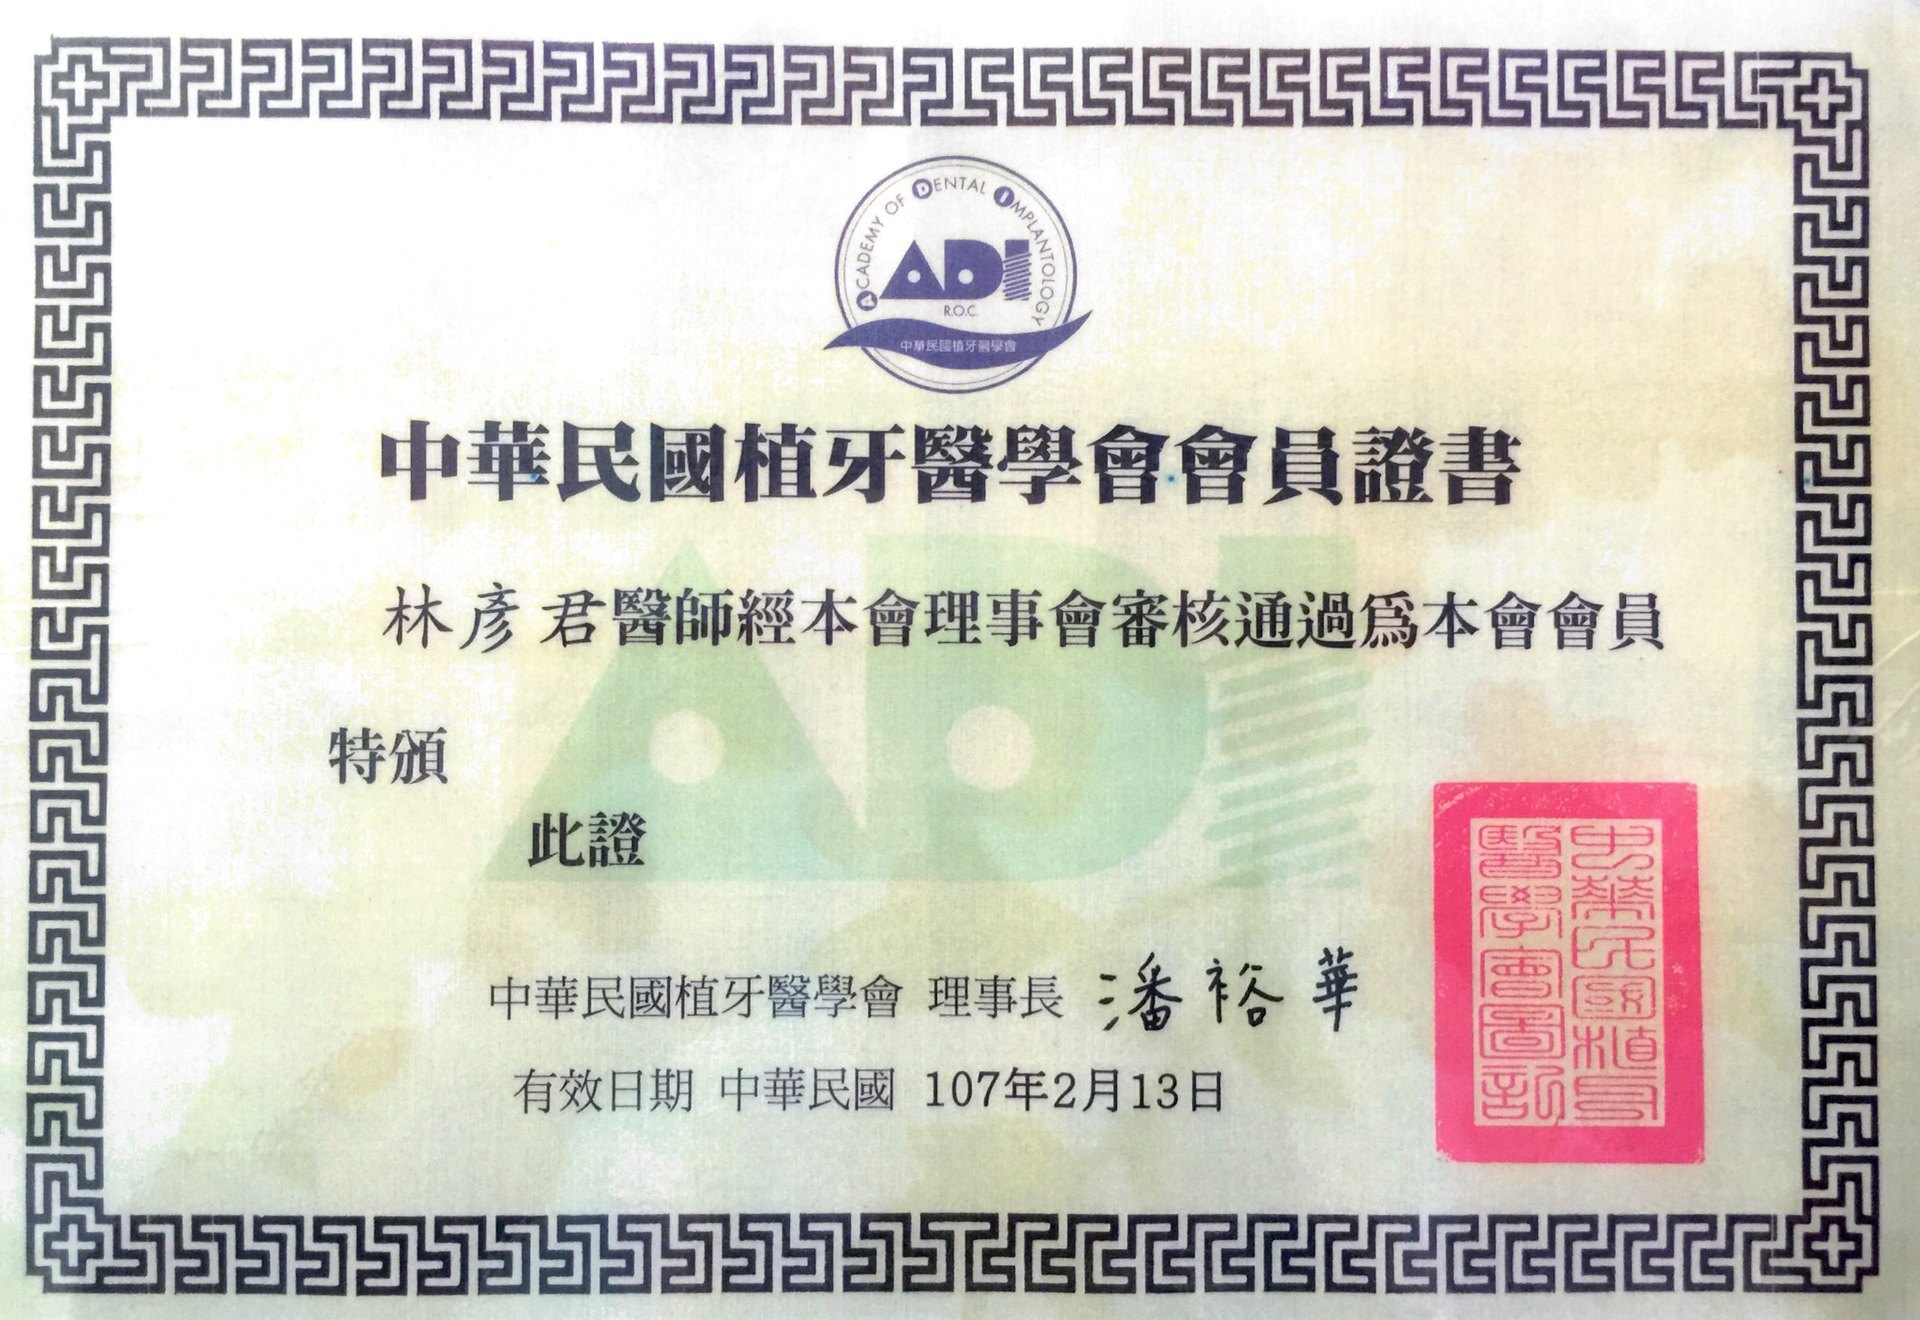 ACADEMY OF DENTAL IMPLANTOLOGY
ADI
R.O.C.
中華民國植牙醫學會
中華民國植牙醫學會會員證書
林彥君醫師經本會理事會審核通過爲本會會員
特頒
此證
中華民國植牙醫學會 理事長 潘裕華
有效日期 中華民國 107年2月13日
中華民國植牙
醫學會圖記
ADI